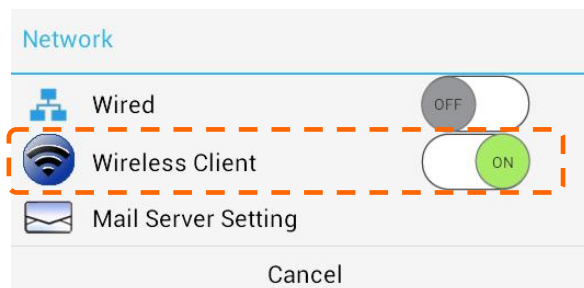 Network
Wired OFF
Wireless Client ON
Mail Server Setting
Cancel